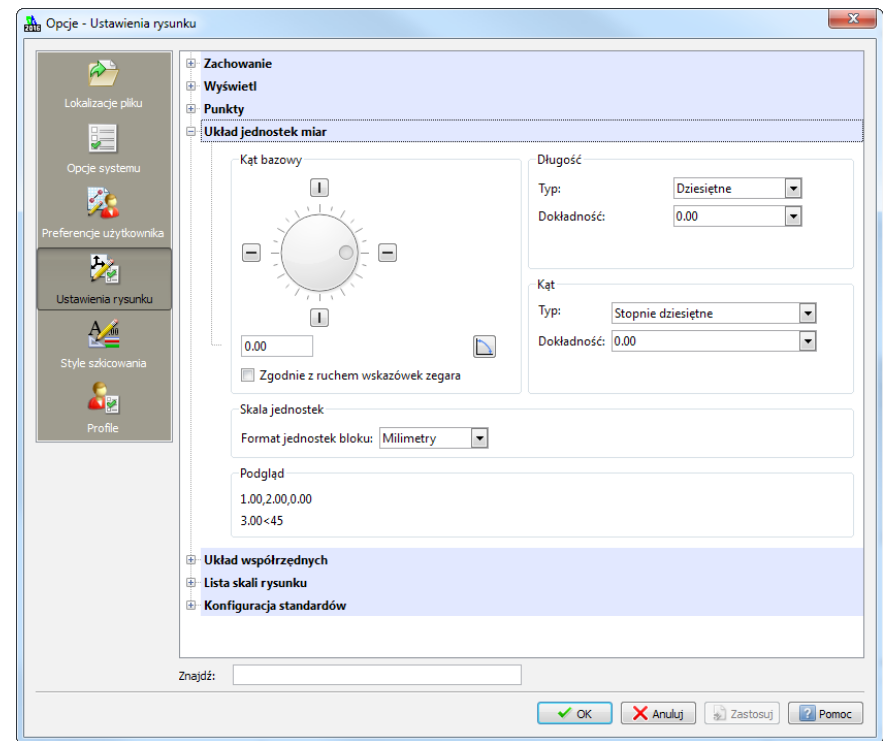 Opcje - Ustawienia rysunku
Lokalizacje pliku
Opcje systemu
Preferencje użytkownika
Ustawienia rysunku
Style szkicowania
Profile
Zachowanie
Wyświetl
Punkty
Układ jednostek miar
Kąt bazowy
0.00
Zgodnie z ruchem wskazówek zegara
Długość
Typ: Dziesiętne
Dokładność: 0.00
Kąt
Typ: Stopnie dziesiętne
Dokładność: 0.00
Skala jednostek
Format jednostek bloku: Milimetry
Podgląd
1.00,2.00,0.00
3.00<45
Układ współrzędnych
Lista skali rysunku
Konfiguracja standardów
Znajdź:
OK Anuluj Zastosuj Pomoc